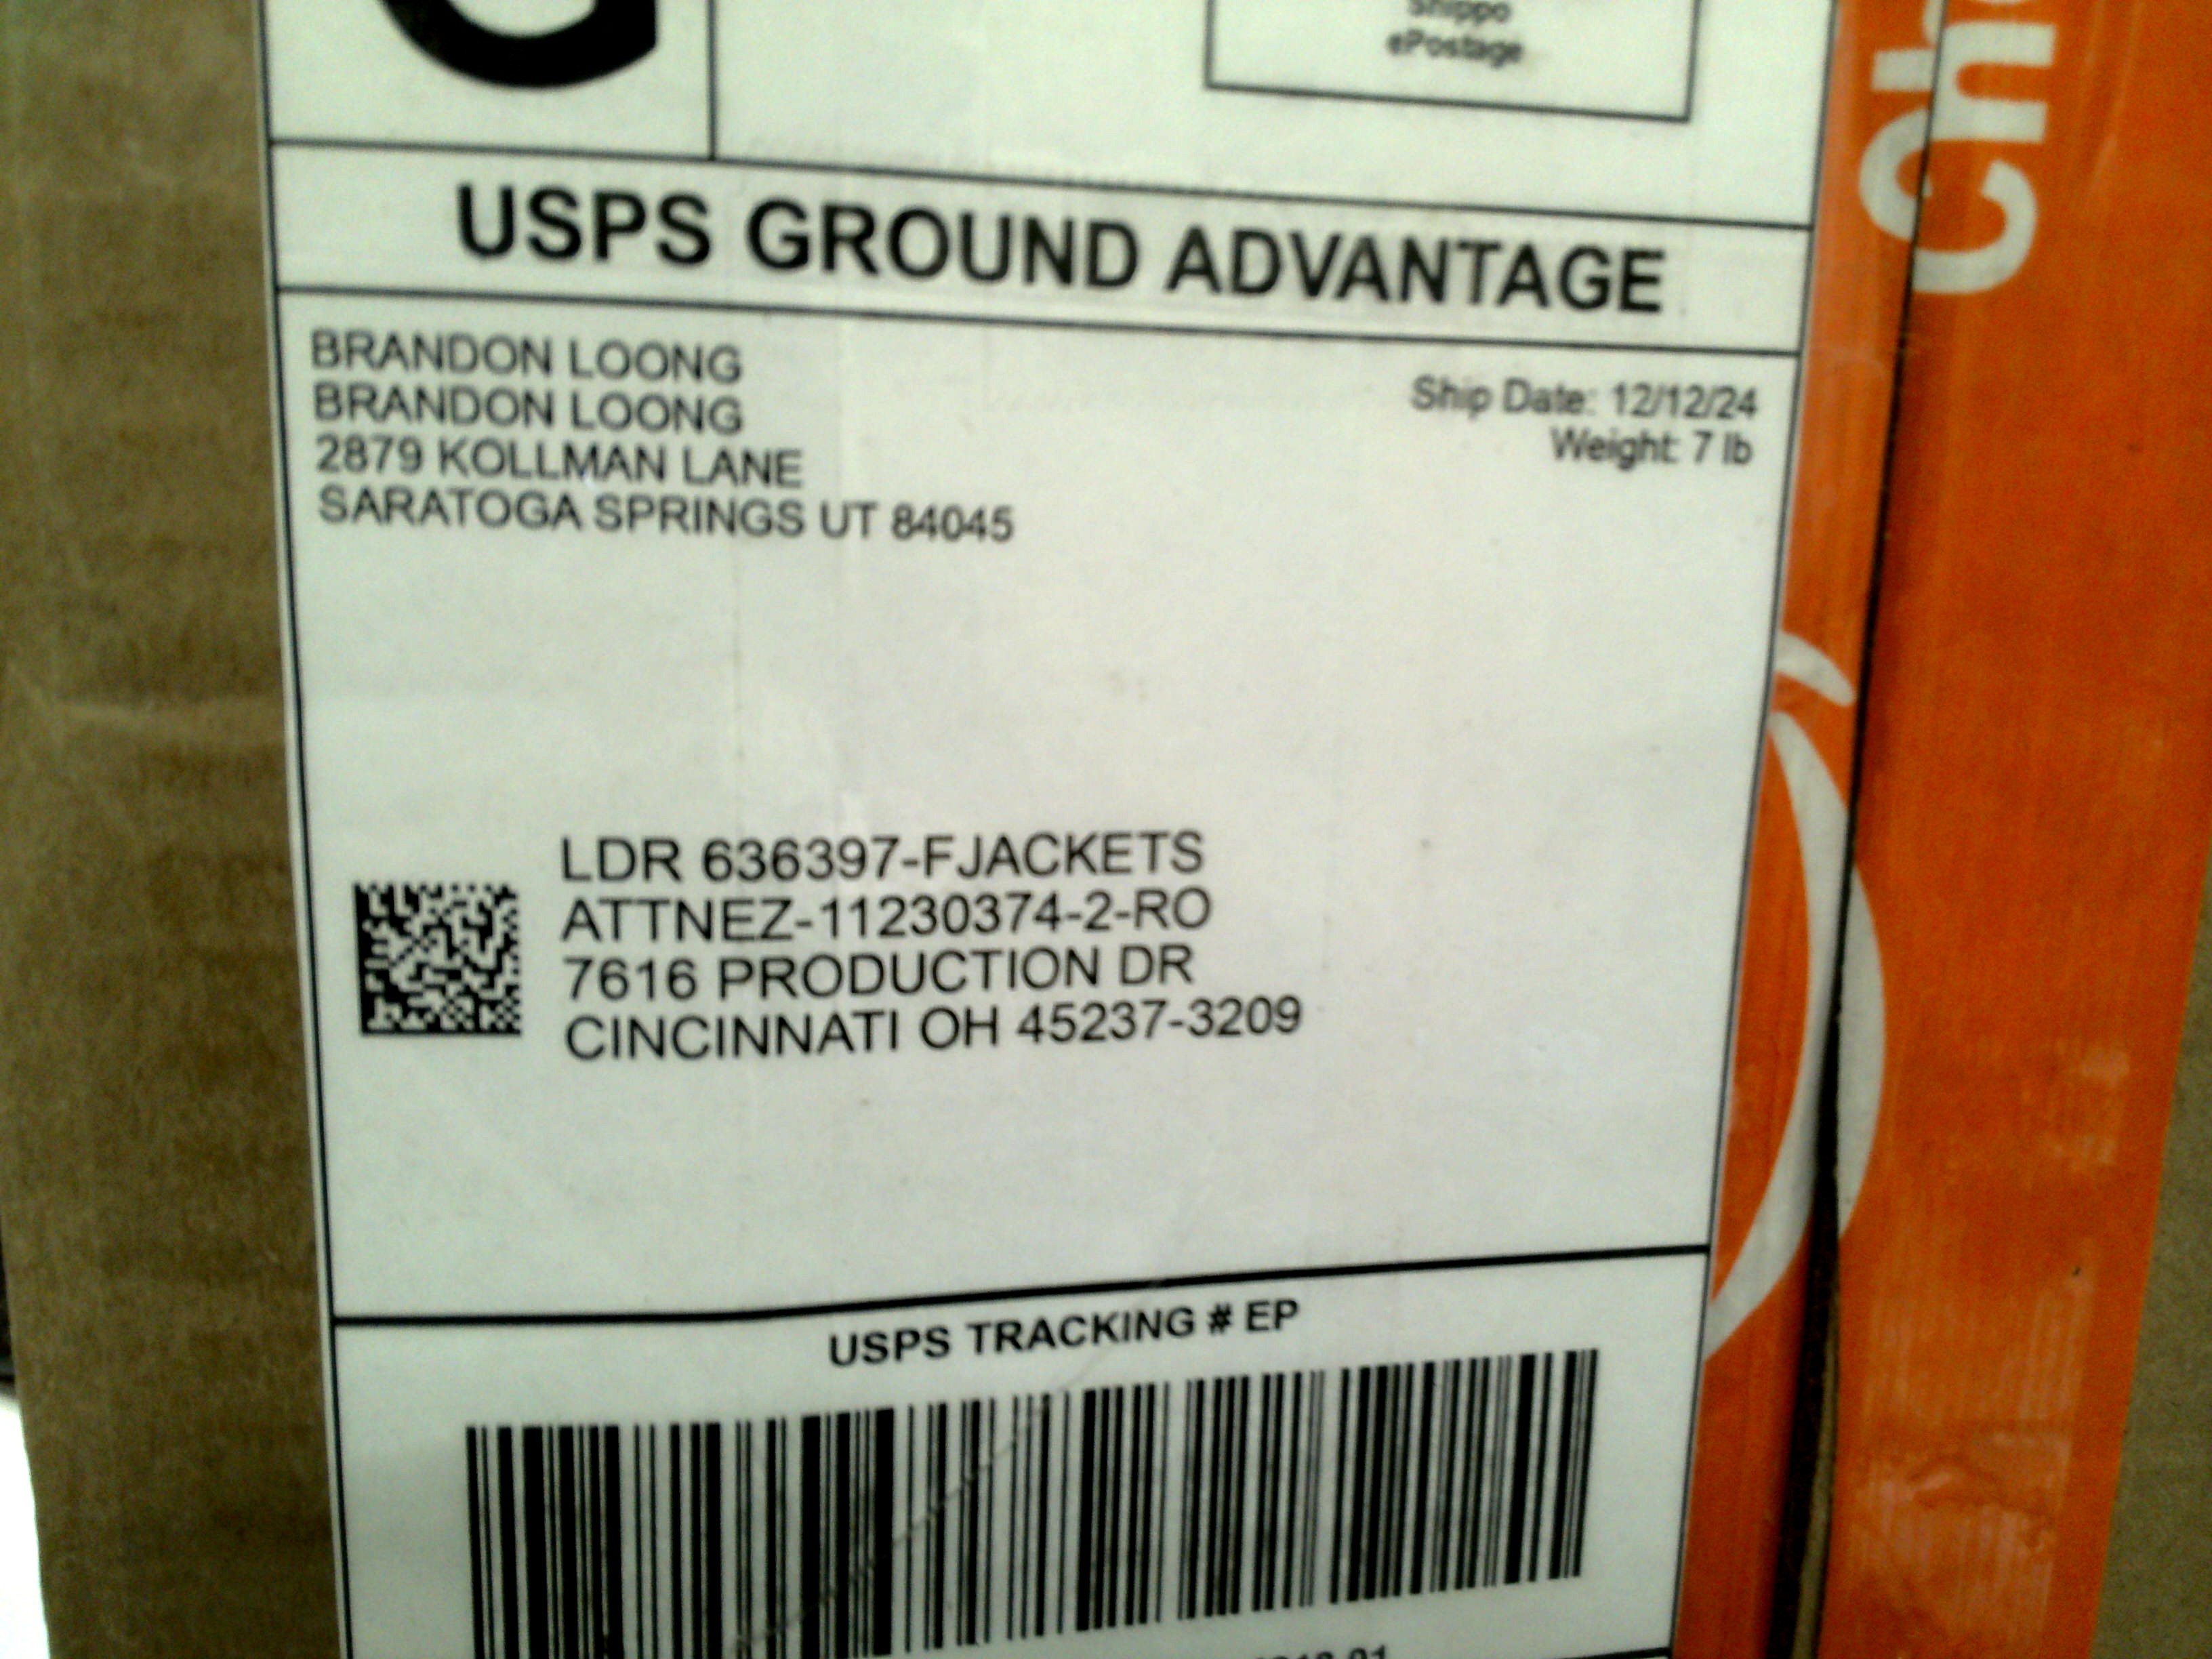 G
Shippo
ePostage
USPS GROUND ADVANTAGE
BRANDON LOONG
BRANDON LOONG
2879 KOLLMAN LANE
SARATOGA SPRINGS UT 84045
Ship Date: 12/12/24
Weight: 7 lb
LDR 636397-FJACKETS
ATTNEZ-11230374-2-RO
7616 PRODUCTION DR
CINCINNATI OH 45237-3209
USPS TRACKING # EP
Ch